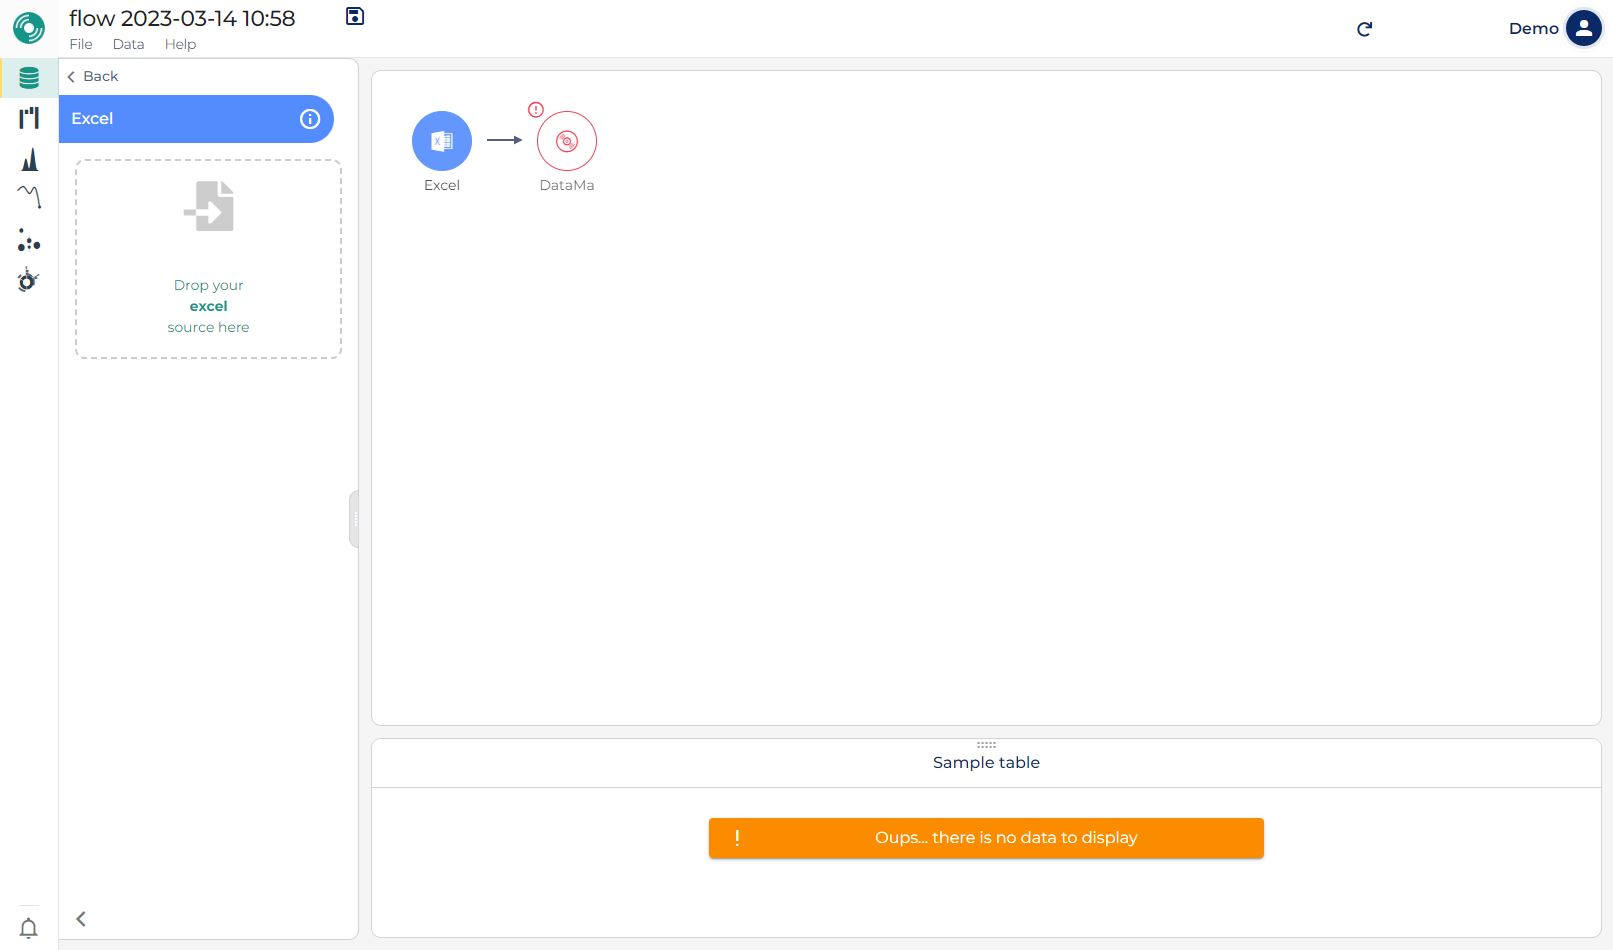 flow 2023-03-14 10:58
File Data Help
Demo
Back
Excel
Drop your
excel
source here
Excel
DataMa
Sample table
! Oups... there is no data to display